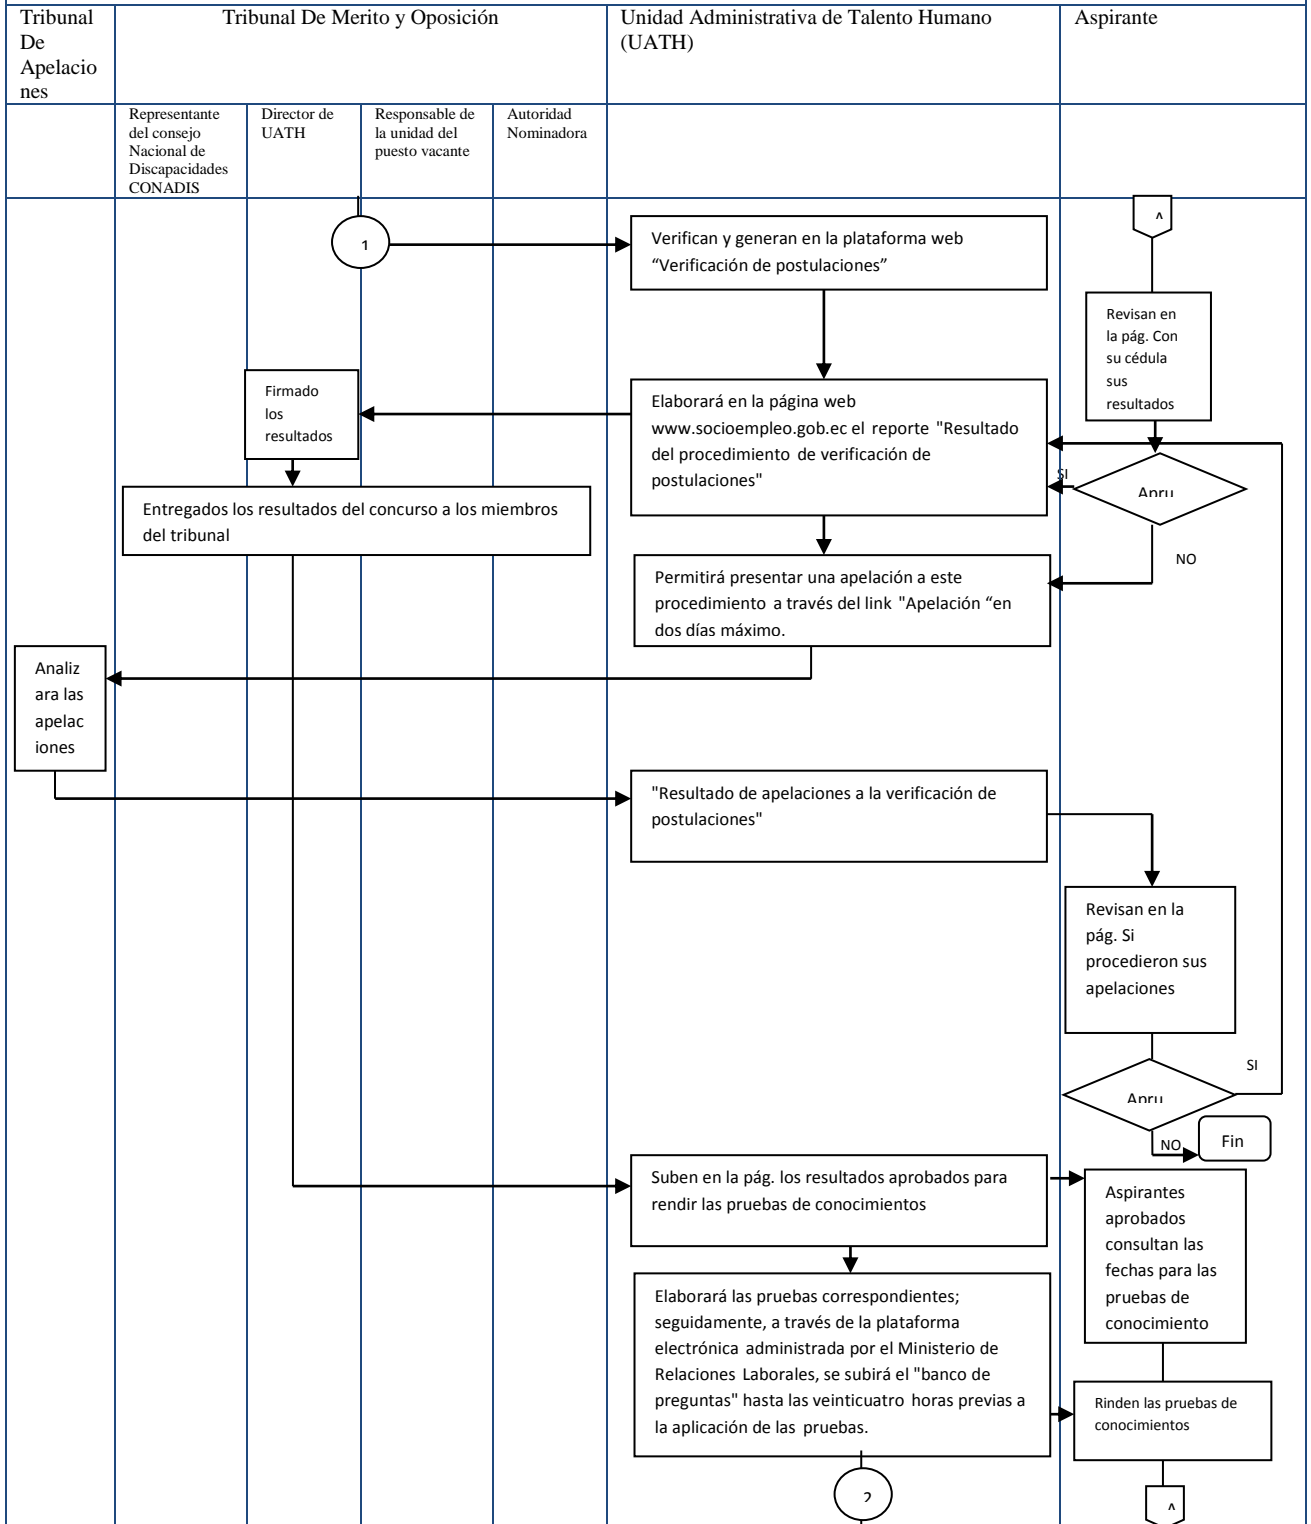 Tribunal
De
Apelacio
nes
Tribunal De Merito y Oposición
Unidad Administrativa de Talento Humano
(UATH)
Aspirante
Representante
del consejo
Nacional de
Discapacidades
CONADIS
Director de
UATH
Responsable de
la unidad del
puesto vacante
Autoridad
Nominadora
1
Verifican y generan en la plataforma web
“Verificación de postulaciones”
Revisan en
la pág. Con
su cédula
sus
resultados
Firmado
los
resultados
Elaborará en la página web
www.socioempleo.gob.ec el reporte "Resultado
del procedimiento de verificación de
postulaciones"
SI
Apru
NO
Entregados los resultados del concurso a los miembros
del tribunal
Permitirá presentar una apelación a este
procedimiento a través del link "Apelación “en
dos días máximo.
Analiz
ara las
apelac
iones
"Resultado de apelaciones a la verificación de
postulaciones"
Revisan en la
pág. Si
procedieron sus
apelaciones
SI
Apru
NO
Fin
Suben en la pág. los resultados aprobados para
rendir las pruebas de conocimientos
Aspirantes
aprobados
consultan las
fechas para las
pruebas de
conocimiento
Elaborará las pruebas correspondientes;
seguidamente, a través de la plataforma
electrónica administrada por el Ministerio de
Relaciones Laborales, se subirá el "banco de
preguntas" hasta las veinticuatro horas previas a
la aplicación de las pruebas.
Rinden las pruebas de
conocimientos
2